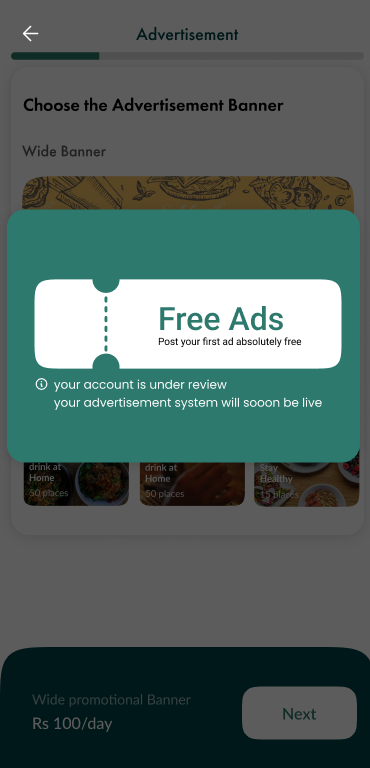 Advertisement
Choose the Advertisement Banner
Wide Banner
Free Ads
Post your first ad absolutely free
your account is under review
your advertisement system will sooon be live
drink at
Home
50 places
drink at
Home
50 places
Stay
Healthy
15 places
Wide promotional Banner
Rs 100/day
Next